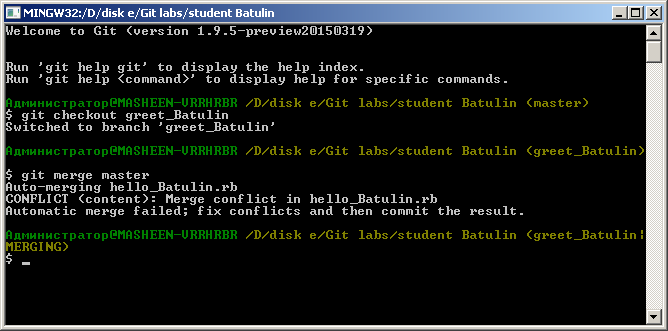 MINGW32:/D/disk e/Git labs/student Batulin
Welcome to Git (version 1.9.5-preview20150319)
Run 'git help git' to display the help index.
Run 'git help <command>' to display help for specific commands.
Администратор@MASHEEN-VRRHRBR /D/disk e/Git labs/student Batulin (master)
$ git checkout greet_Batulin
Switched to branch 'greet_Batulin'
Администратор@MASHEEN-VRRHRBR /D/disk e/Git labs/student Batulin (greet_Batulin)
$ git merge master
Auto-merging hello_Batulin.rb
CONFLICT (content): Merge conflict in hello_Batulin.rb
Automatic merge failed; fix conflicts and then commit the result.
Администратор@MASHEEN-VRRHRBR /D/disk e/Git labs/student Batulin (greet_Batulin|
MERGING)
$ _